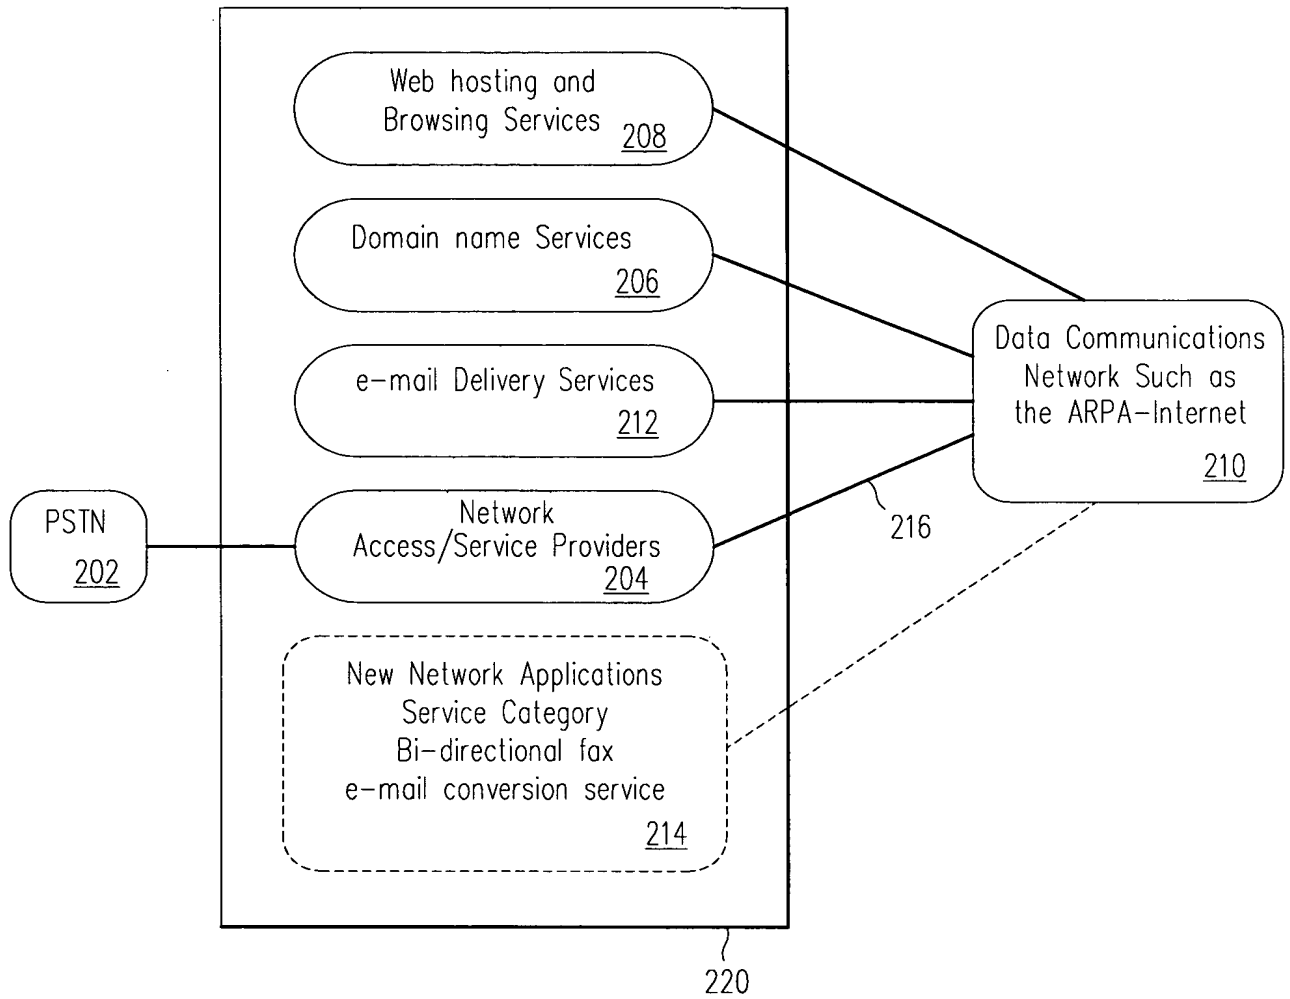 Web hosting and
Browsing Services
208
Domain name Services
206
e-mail Delivery Services
212
Network
Access/Service Providers
204
New Network Applications
Service Category
Bi-directional fax
e-mail conversion service
214
PSTN
202
Data Communications
Network Such as
the ARPA-Internet
210
216
220